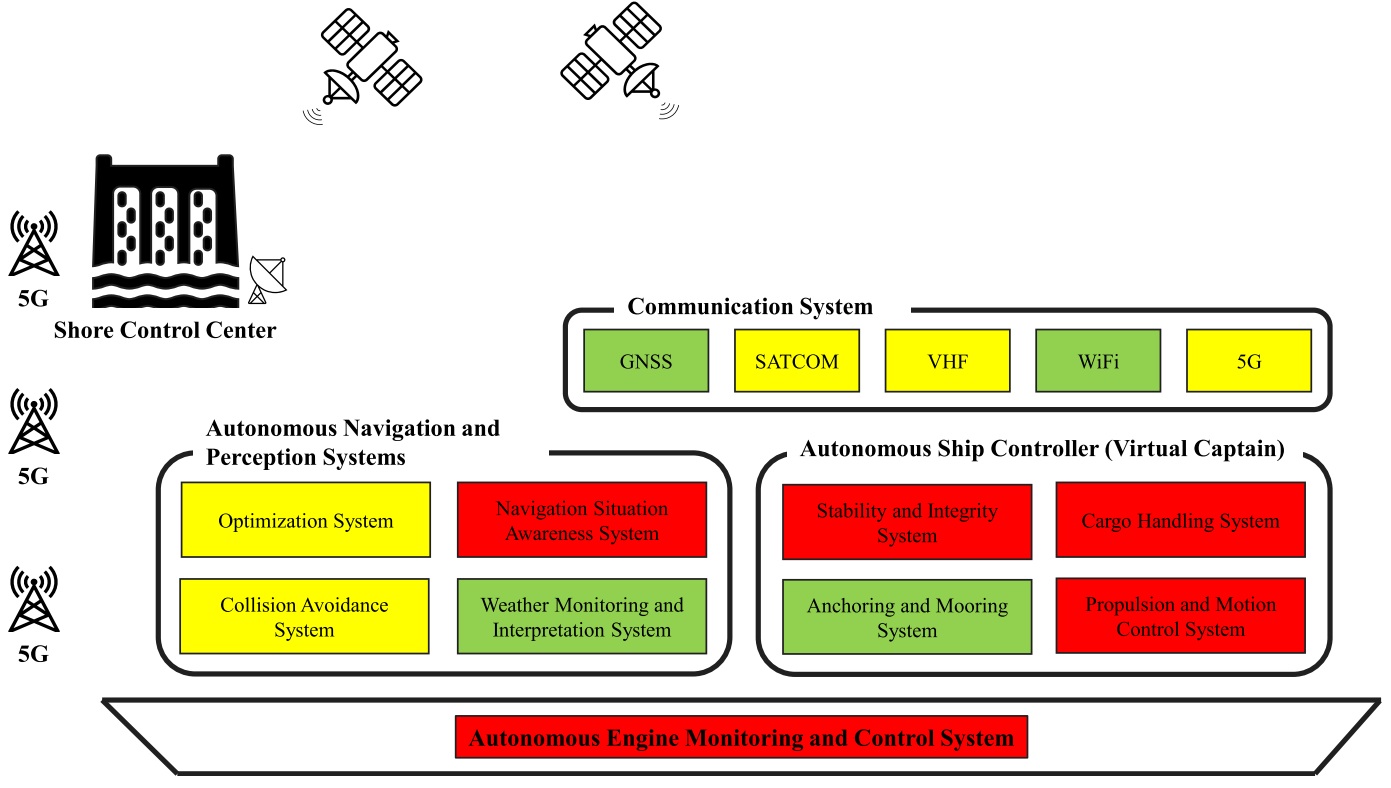 5G
Shore Control Center
Communication System
GNSS
SATCOM
VHF
WiFi
5G
5G
Autonomous Navigation and
Perception Systems
Optimization System
Navigation Situation
Awareness System
Collision Avoidance
System
Weather Monitoring and
Interpretation System
Autonomous Ship Controller (Virtual Captain)
Stability and Integrity
System
Cargo Handling System
Anchoring and Mooring
System
Propulsion and Motion
Control System
5G
Autonomous Engine Monitoring and Control System